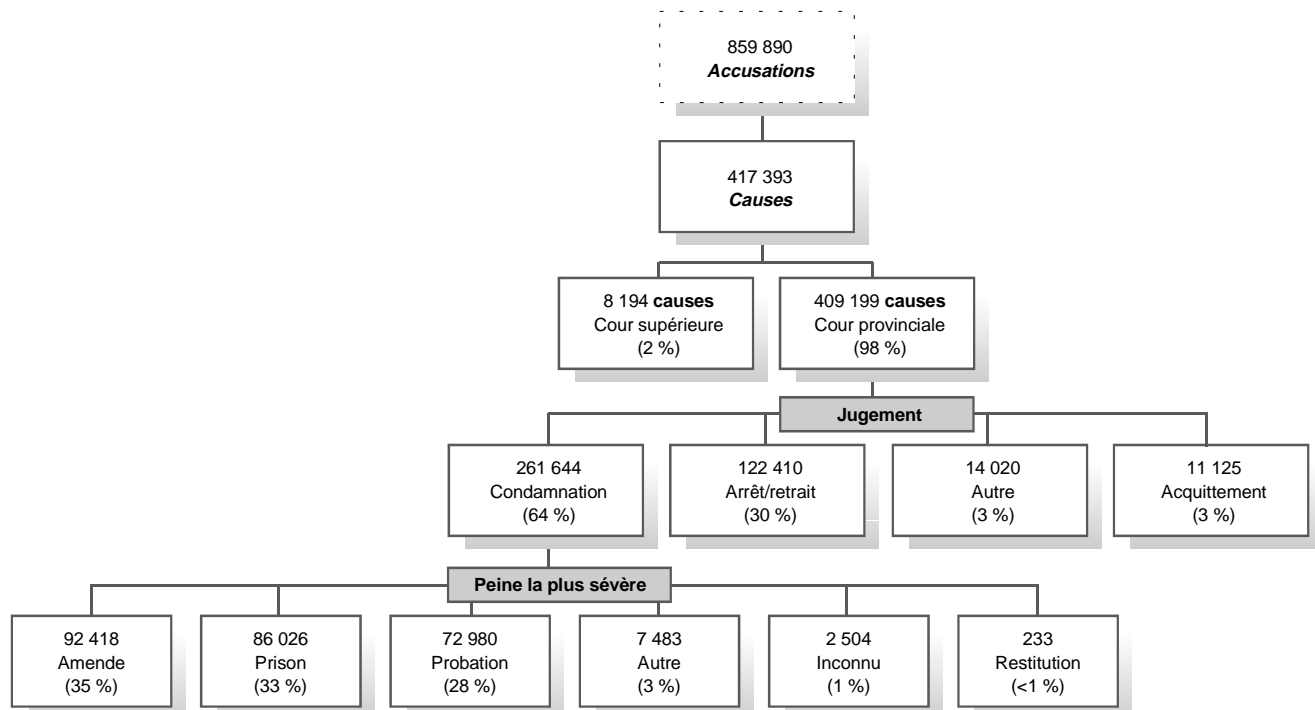 859 890
Accusations
417 393
Causes
8 194 causes
Cour supérieure
(2 %)
409 199 causes
Cour provinciale
(98 %)
Jugement
261 644
Condamnation
(64 %)
122 410
Arrêt/retrait
(30 %)
14 020
Autre
(3 %)
11 125
Acquittement
(3 %)
Peine la plus sévère
92 418
Amende
(35 %)
86 026
Prison
(33 %)
72 980
Probation
(28 %)
7 483
Autre
(3 %)
2 504
Inconnu
(1 %)
233
Restitution
(<1 %)